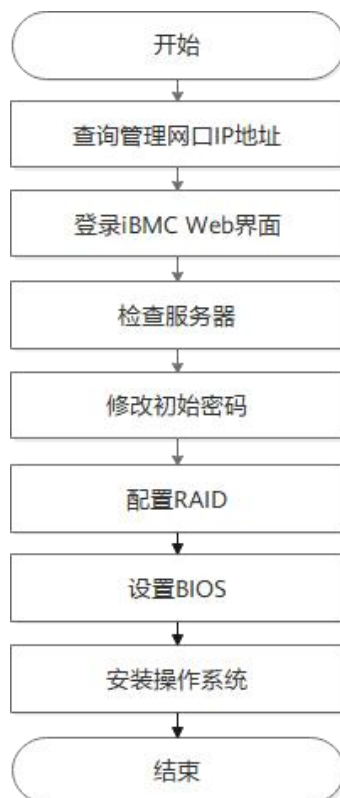 开始
查询管理网口IP地址
登录iBMC Web界面
检查服务器
修改初始密码
配置RAID
设置BIOS
安装操作系统
结束